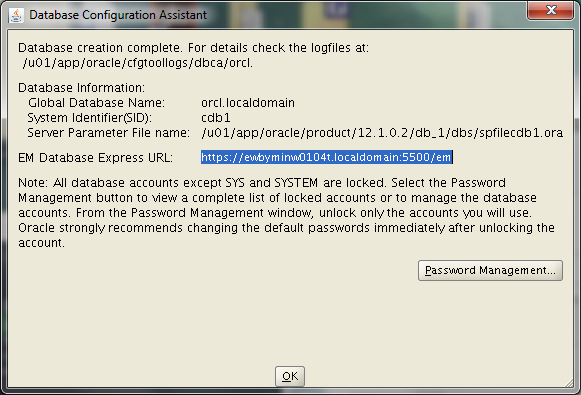 Database Configuration Assistant
Database creation complete. For details check the logfiles at:
/u01/app/oracle/cfgtoollogs/dbca/orcl.
Database Information:
Global Database Name: orcl.localdomain
System Identifier(SID): cdb1
Server Parameter File name: /u01/app/oracle/product/12.1.0.2/db_1/dbs/spfilecdb1.ora
EM Database Express URL: https://ewbyminw0104t.localdomain:5500/em
Note: All database accounts except SYS and SYSTEM are locked. Select the Password
Management button to view a complete list of locked accounts or to manage the database
accounts. From the Password Management window, unlock only the accounts you will use.
Oracle strongly recommends changing the default passwords immediately after unlocking the
account.
Password Management...
OK